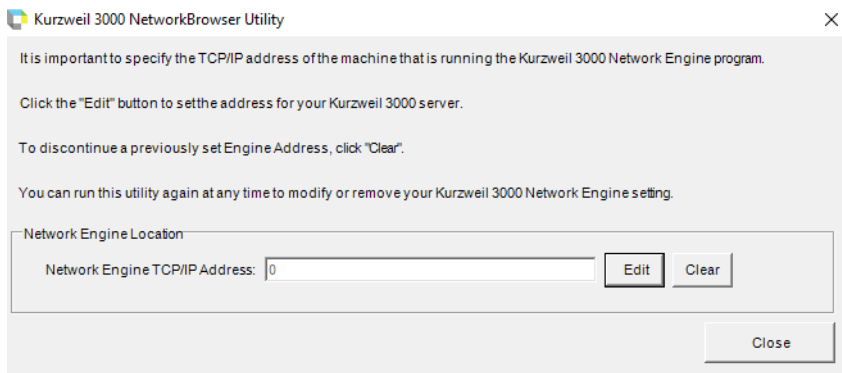 Kurzweil 3000 NetworkBrowser Utility
It is important to specify the TCP/IP address of the machine that is running the Kurzweil 3000 Network Engine program.
Click the "Edit" button to setthe address for your Kurzweil 3000 server.
To discontinue a previously set Engine Address, click "Clear".
You can run this utility again at any time to modify or remove your Kurzweil 3000 Network Engine setting.
Network Engine Location
Network Engine TCP/IP Address: 0 Edit Clear
Close